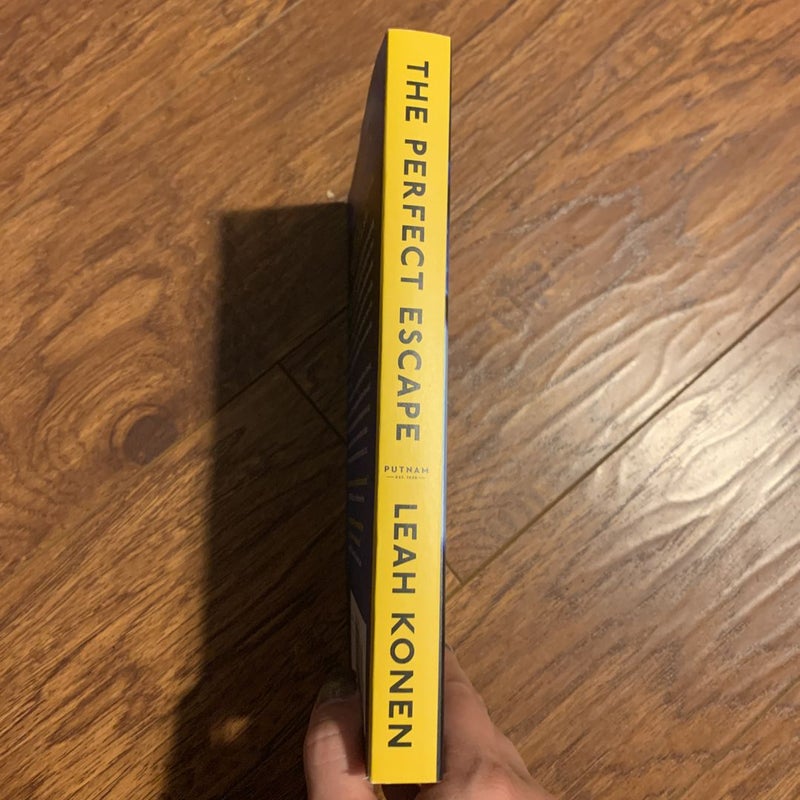 THE PERFECT ESCAPE
PUTNAM
LEAH KONEN